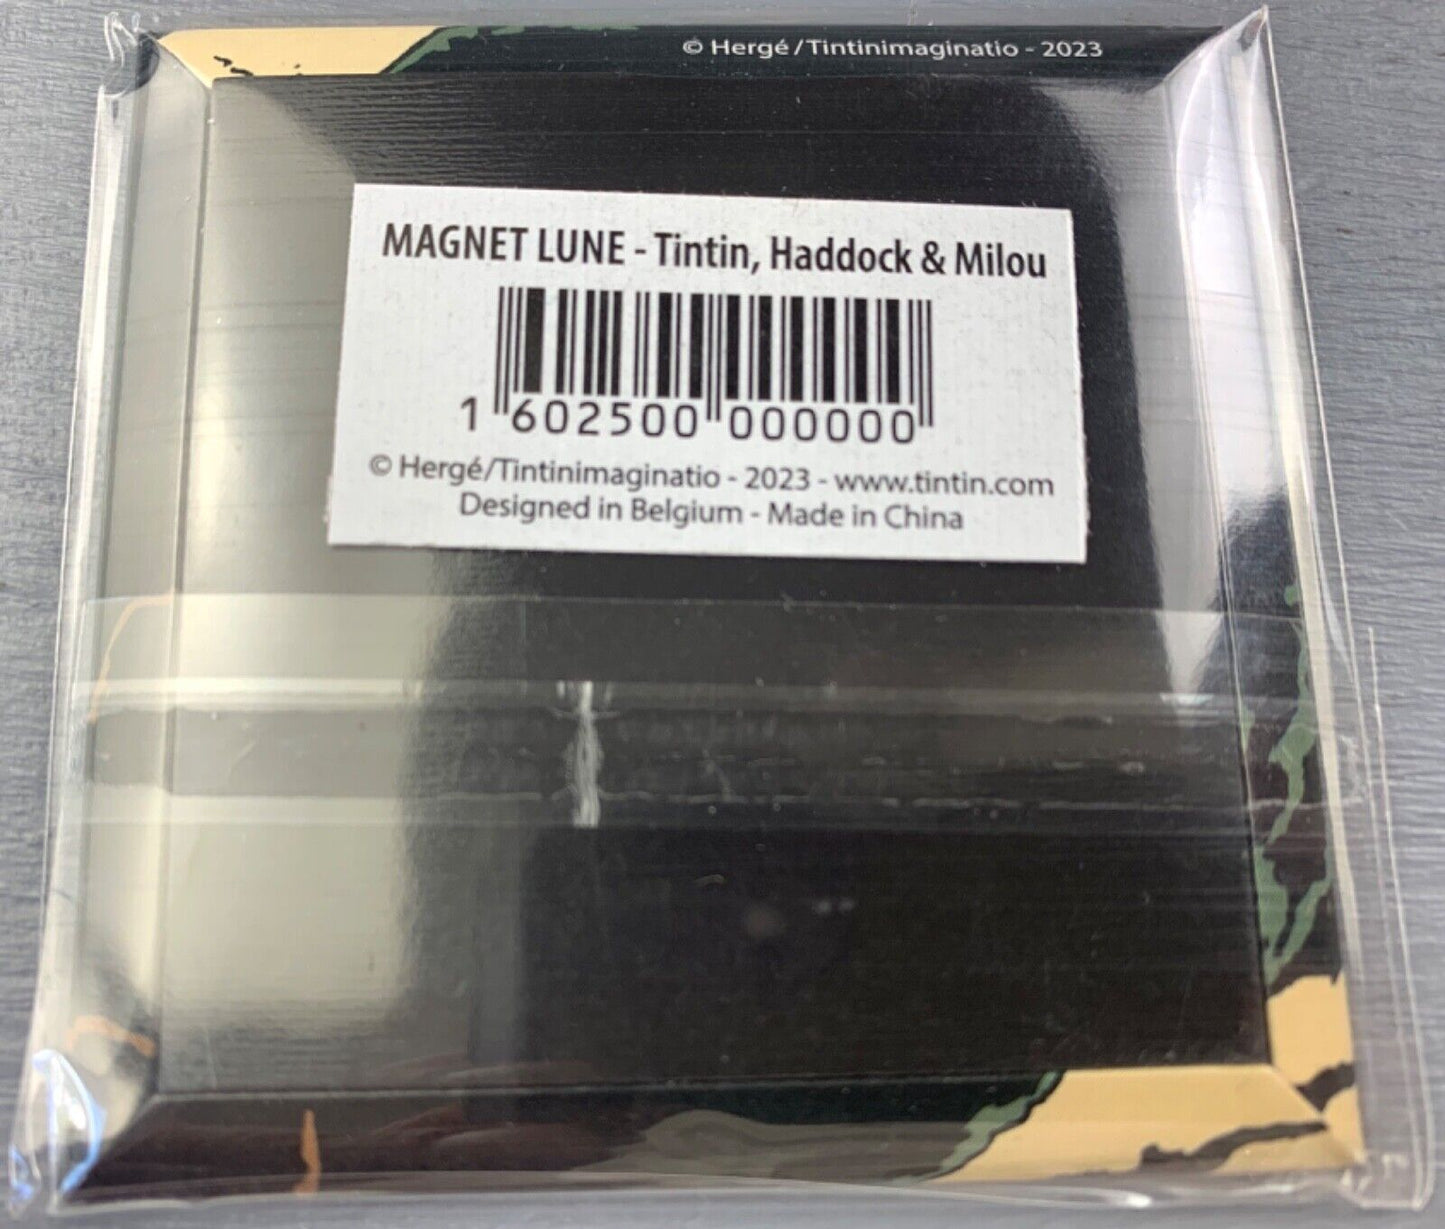 © Hergé/Tintinimaginatio - 2023
MAGNET LUNE - Tintin, Haddock & Milou
1 602500 000000
© Hergé/Tintinimaginatio - 2023 - www.tintin.com
Designed in Belgium - Made in China